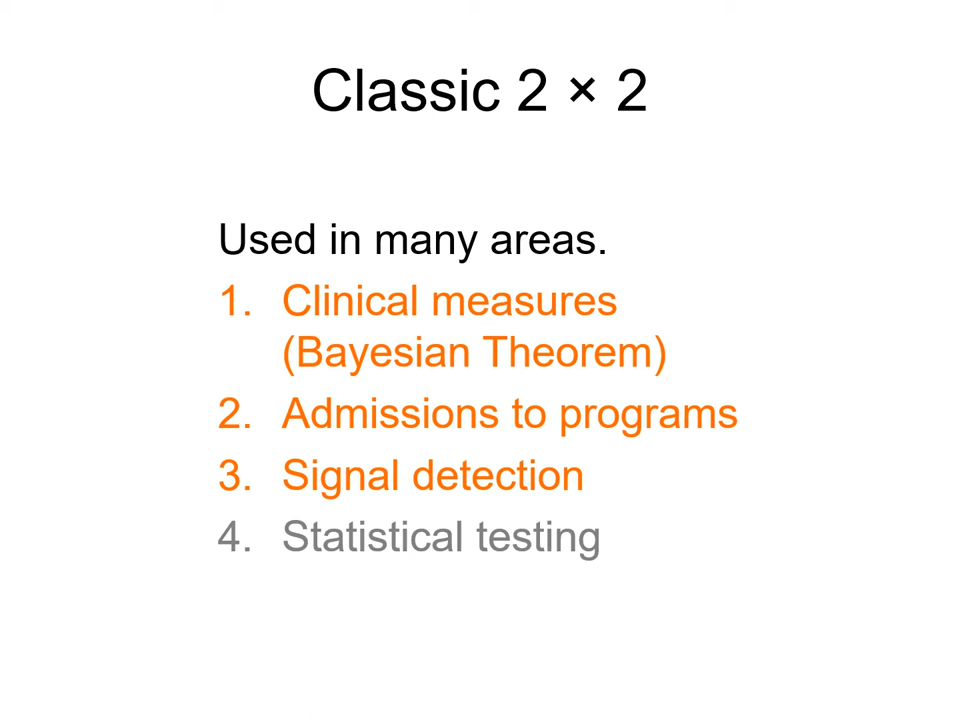 Classic 2 × 2
Used in many areas.
1. Clinical measures
(Bayesian Theorem)
2. Admissions to programs
3. Signal detection
4. Statistical testing